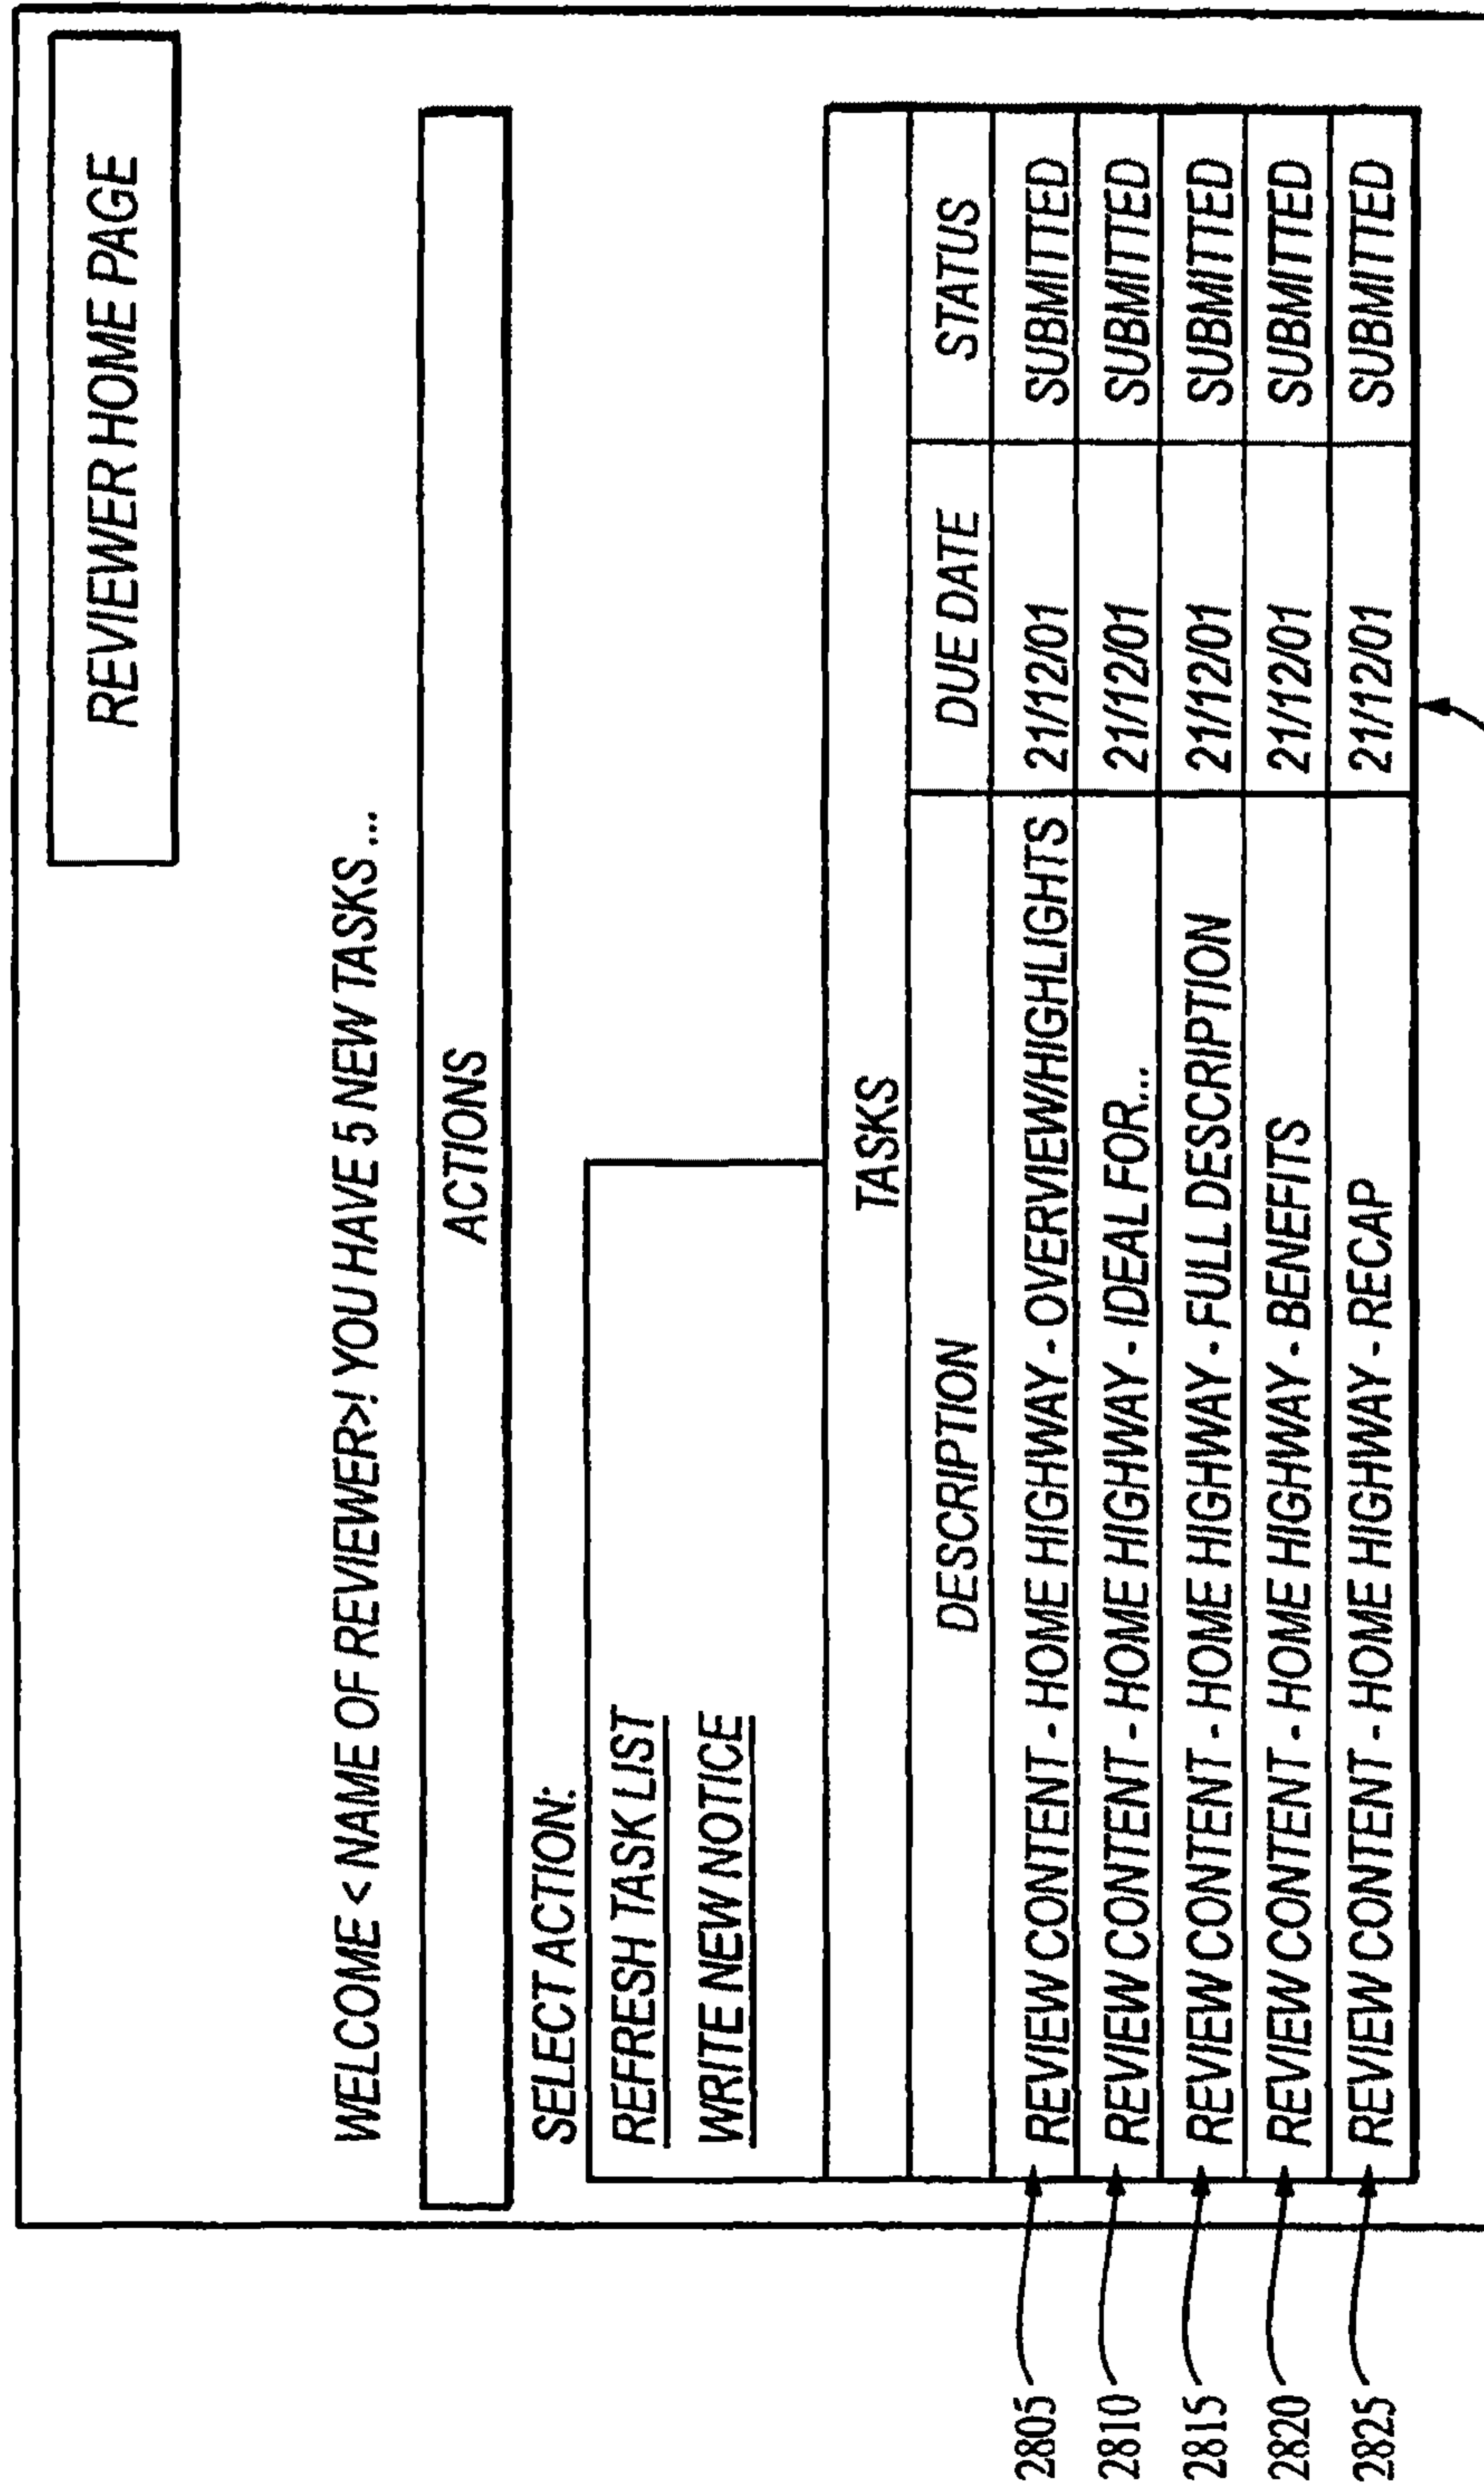 REVIEWER HOME PAGE
WELCOME < NAME OF REVIEWER>! YOU HAVE 5 NEW TASKS...
ACTIONS
SELECT ACTION:
REFRESH TASK LIST
WRITE NEW NOTICE
TASKS
DESCRIPTION DUE DATE STATUS
2805 REVIEW CONTENT - HOME HIGHWAY - OVERVIEW/HIGHLIGHTS 21/12/01 SUBMITTED
2810 REVIEW CONTENT - HOME HIGHWAY - IDEAL FOR... 21/12/01 SUBMITTED
2815 REVIEW CONTENT - HOME HIGHWAY - FULL DESCRIPTION 21/12/01 SUBMITTED
2820 REVIEW CONTENT - HOME HIGHWAY - BENEFITS 21/12/01 SUBMITTED
2825 REVIEW CONTENT - HOME HIGHWAY - RECAP 21/12/01 SUBMITTED